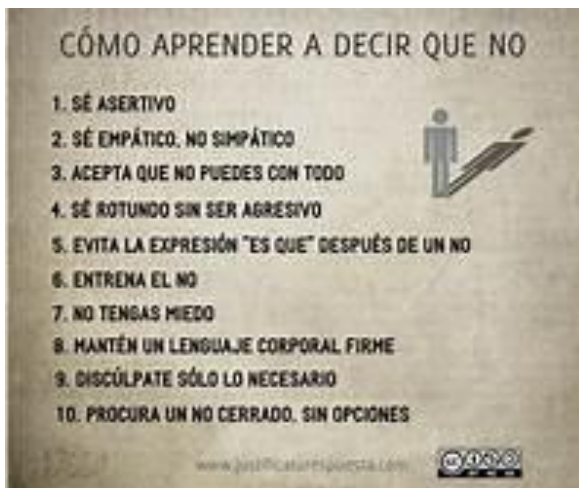 CÓMO APRENDER A DECIR QUE NO
1. SÉ ASERTIVO
2. SÉ EMPÁTICO, NO SIMPÁTICO
3. ACEPTA QUE NO PUEDES CON TODO
4. SÉ ROTUNDO SIN SER AGRESIVO
5. EVITA LA EXPRESIÓN "ES QUE" DESPUÉS DE UN NO
6. ENTRENA EL NO
7. NO TENGAS MIEDO
8. MANTÉN UN LENGUAJE CORPORAL FIRME
9. DISCÚLPATE SÓLO LO NECESARIO
10. PROCURA UN NO CERRADO, SIN OPCIONES
www.justificaturespuesta.com